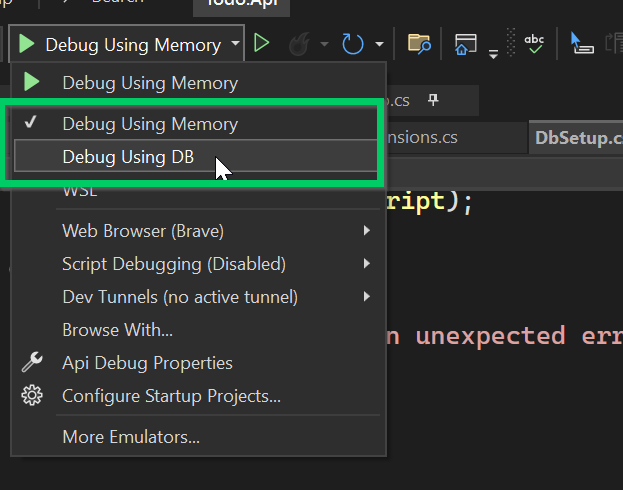 Search
Todo.Api
Debug Using Memory
abc
Debug Using Memory
.cs
Debug Using Memory
ensions.cs
DbSetup.c
Debug Using DB
WSL
ript);
Web Browser (Brave)
Script Debugging (Disabled)
Dev Tunnels (no active tunnel)
Browse With...
n unexpected err
Api Debug Properties
Configure Startup Projects...
More Emulators...